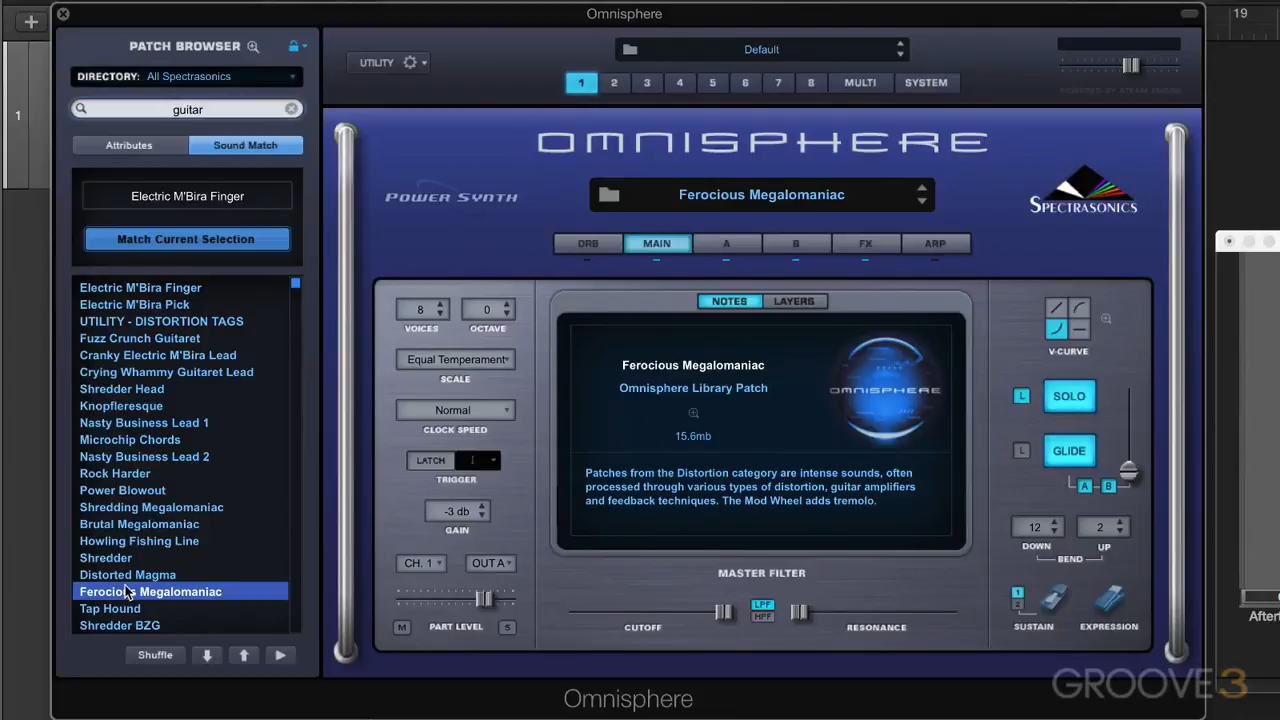 Omnisphere
19
PATCH BROWSER
DIRECTORY: All Spectrasonics
guitar
Attributes
Sound Match
Electric M'Bira Finger
Match Current Selection
1
Electric M'Bira Finger
Electric M'Bira Pick
UTILITY - DISTORTION TAGS
Fuzz Crunch Guitaret
Cranky Electric M'Bira Lead
Crying Whammy Guitaret Lead
Shredder Head
Knopfleresque
Nasty Business Lead 1
Microchip Chords
Nasty Business Lead 2
Rock Harder
Power Blowout
Shredding Megalomaniac
Brutal Megalomaniac
Howling Fishing Line
Shredder
Distorted Magma
Ferocious Megalomaniac
Tap Hound
Shredder BZG
Shuffle
UTILITY
Default
1 2 3 4 5 6 7 8 MULTI SYSTEM
POWERED BY STEAM ENGINE
OMNISPHERE
POWER SYNTH
Ferocious Megalomaniac
SPECTRASONICS
ORB MAIN A B FX ARP
8 0
VOICES OCTAVE
Equal Temperament
SCALE
Normal
CLOCK SPEED
LATCH
TRIGGER
-3 db
GAIN
CH. 1 OUT A
M PART LEVEL S
NOTES LAYERS
Ferocious Megalomaniac
Omnisphere Library Patch
15.6mb
OMNISPHERE
Patches from the Distortion category are intense sounds, often
processed through various types of distortion, guitar amplifiers
and feedback techniques. The Mod Wheel adds tremolo.
MASTER FILTER
LPF
HPF
CUTOFF RESONANCE
V-CURVE
L SOLO
L GLIDE
A B
12 2
DOWN UP
BEND
1
2
SUSTAIN EXPRESSION
Omnisphere
GROOVE3
Aftert